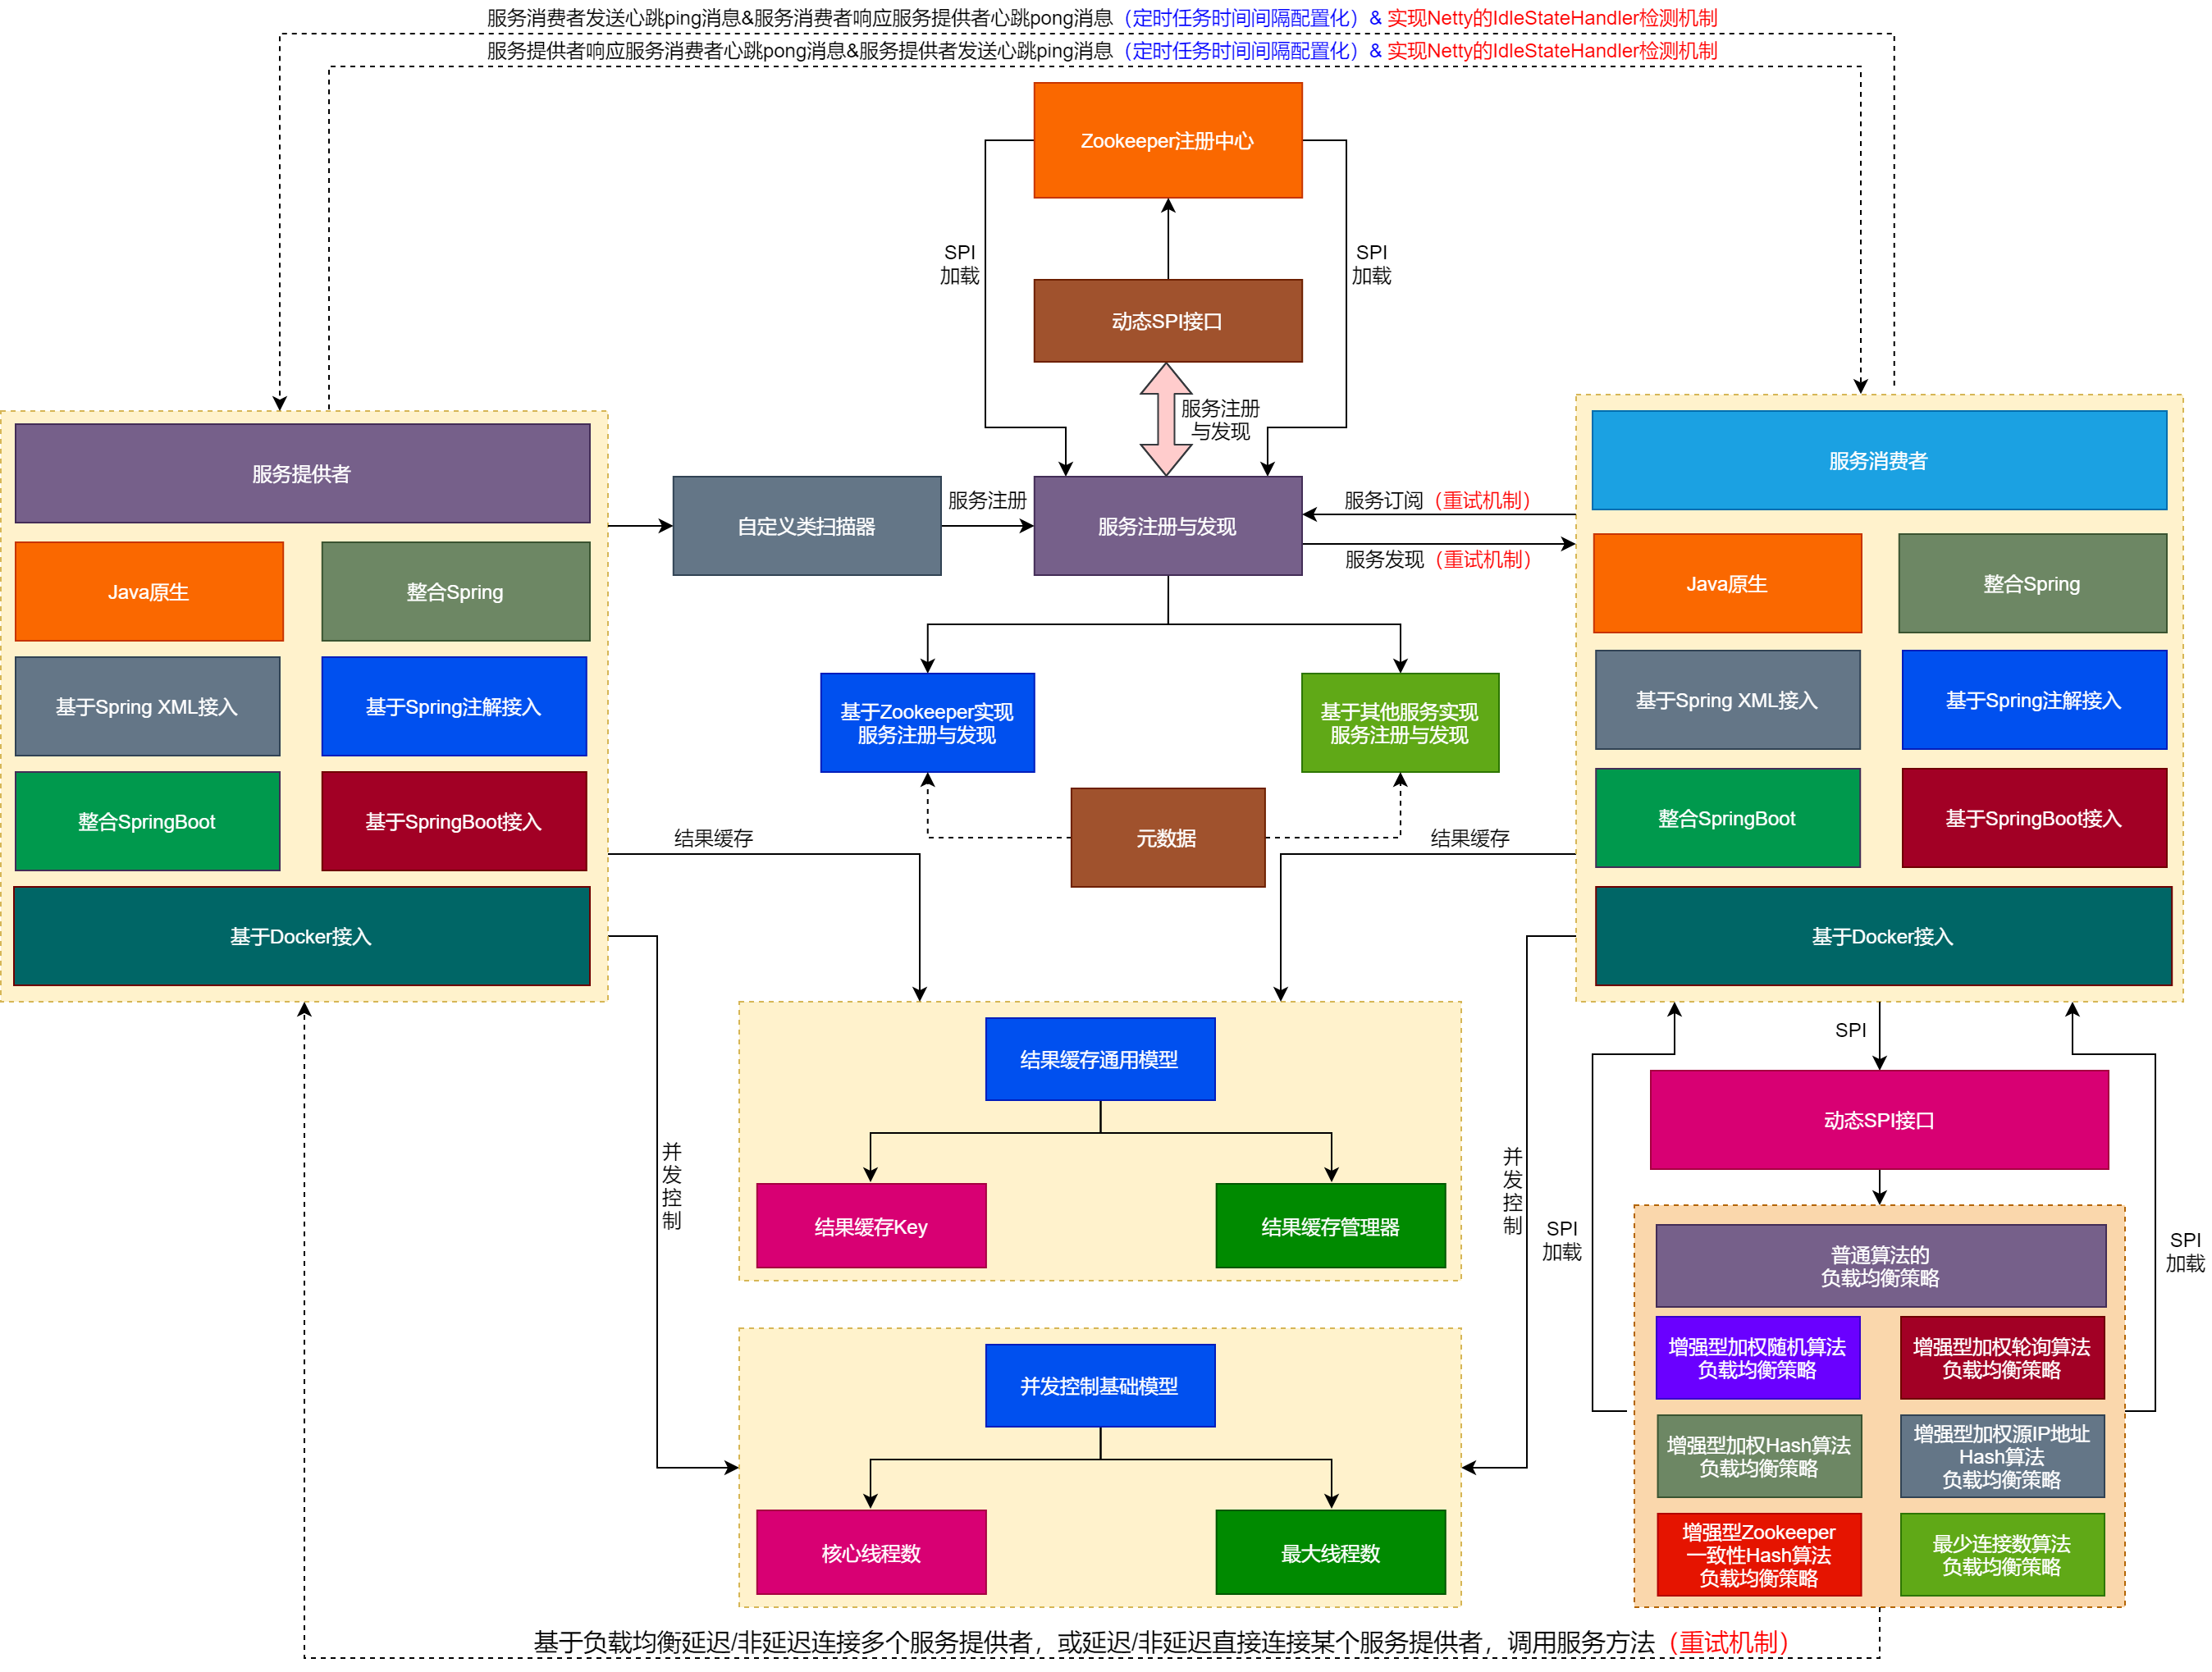 服务消费者发送心跳ping消息&服务消费者响应服务提供者心跳pong消息（定时任务时间间隔配置化）& 实现Netty的IdleStateHandler检测机制
服务提供者响应服务消费者心跳pong消息&服务提供者发送心跳ping消息（定时任务时间间隔配置化）& 实现Netty的IdleStateHandler检测机制
Zookeeper注册中心
SPI
加载
SPI
加载
动态SPI接口
服务注册
与发现
服务提供者
Java原生
整合Spring
基于Spring XML接入
基于Spring注解接入
整合SpringBoot
基于SpringBoot接入
基于Docker接入
自定义类扫描器
服务注册
服务注册与发现
服务订阅（重试机制）
服务发现（重试机制）
服务消费者
Java原生
整合Spring
基于Spring XML接入
基于Spring注解接入
整合SpringBoot
基于SpringBoot接入
基于Docker接入
基于Zookeeper实现
服务注册与发现
基于其他服务实现
服务注册与发现
元数据
结果缓存
结果缓存
结果缓存通用模型
结果缓存Key
结果缓存管理器
并
发
控
制
并
发
控
制
并发控制基础模型
核心线程数
最大线程数
SPI
动态SPI接口
SPI
加载
SPI
加载
普通算法的
负载均衡策略
增强型加权随机算法
负载均衡策略
增强型加权轮询算法
负载均衡策略
增强型加权Hash算法
负载均衡策略
增强型加权源IP地址
Hash算法
负载均衡策略
增强型Zookeeper
一致性Hash算法
负载均衡策略
最少连接数算法
负载均衡策略
基于负载均衡延迟/非延迟连接多个服务提供者，或延迟/非延迟直接连接某个服务提供者，调用服务方法（重试机制）